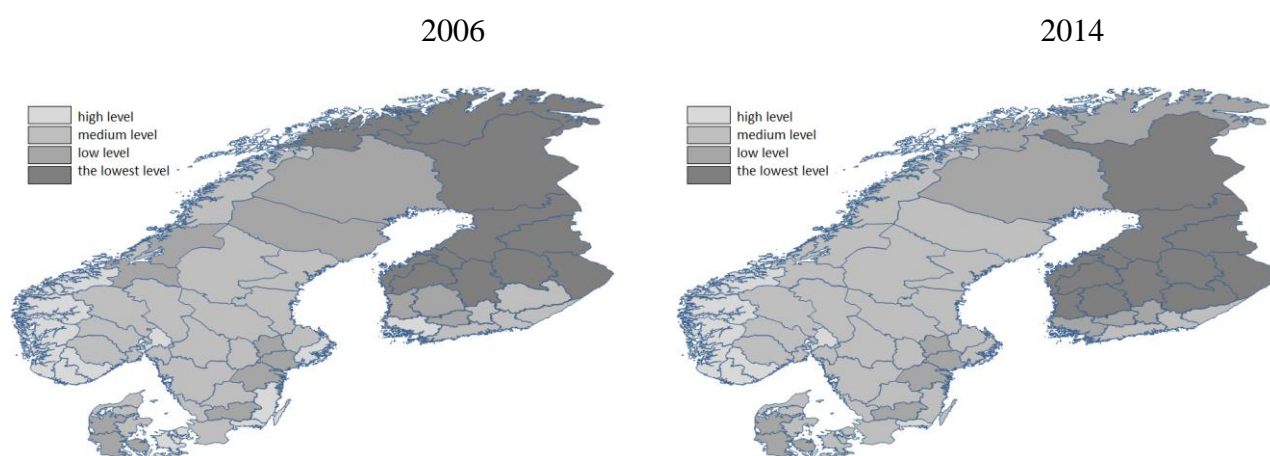 2006
2014
high level
medium level
low level
the lowest level
high level
medium level
low level
the lowest level